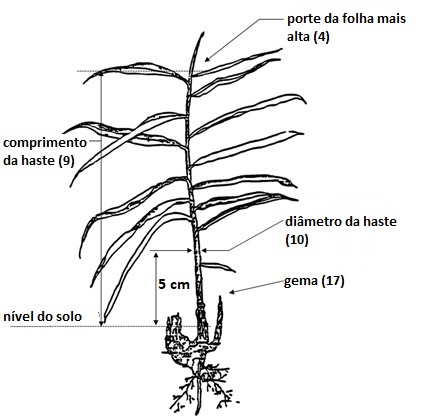 porte da folha mais
alta (4)
comprimento
da haste (9)
diâmetro da haste
(10)
5 cm
gema (17)
nível do solo